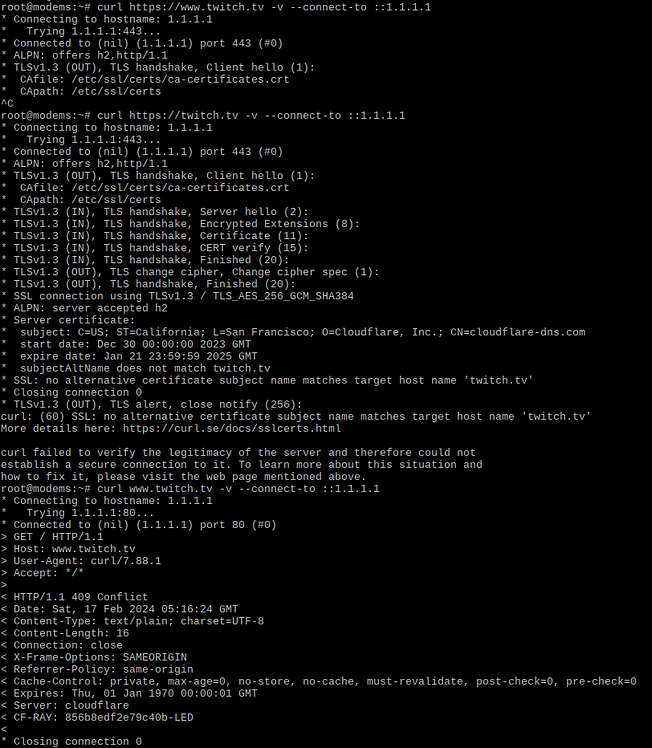 root@modems:~# curl https://www.twitch.tv -v --connect-to ::1.1.1.1
* Connecting to hostname: 1.1.1.1
*   Trying 1.1.1.1:443...
* Connected to (nil) (1.1.1.1) port 443 (#0)
* ALPN: offers h2,http/1.1
* TLSv1.3 (OUT), TLS handshake, Client hello (1):
*  CAfile: /etc/ssl/certs/ca-certificates.crt
*  CApath: /etc/ssl/certs
^C
root@modems:~# curl https://twitch.tv -v --connect-to ::1.1.1.1
* Connecting to hostname: 1.1.1.1
*   Trying 1.1.1.1:443...
* Connected to (nil) (1.1.1.1) port 443 (#0)
* ALPN: offers h2,http/1.1
* TLSv1.3 (OUT), TLS handshake, Client hello (1):
*  CAfile: /etc/ssl/certs/ca-certificates.crt
*  CApath: /etc/ssl/certs
* TLSv1.3 (IN), TLS handshake, Server hello (2):
* TLSv1.3 (IN), TLS handshake, Encrypted Extensions (8):
* TLSv1.3 (IN), TLS handshake, Certificate (11):
* TLSv1.3 (IN), TLS handshake, CERT verify (15):
* TLSv1.3 (IN), TLS handshake, Finished (20):
* TLSv1.3 (OUT), TLS change cipher, Change cipher spec (1):
* TLSv1.3 (OUT), TLS handshake, Finished (20):
* SSL connection using TLSv1.3 / TLS_AES_256_GCM_SHA384
* ALPN: server accepted h2
* Server certificate:
*  subject: C=US; ST=California; L=San Francisco; O=Cloudflare, Inc.; CN=cloudflare-dns.com
*  start date: Dec 30 00:00:00 2023 GMT
*  expire date: Jan 21 23:59:59 2025 GMT
*  subjectAltName does not match twitch.tv
* SSL: no alternative certificate subject name matches target host name 'twitch.tv'
* Closing connection 0
* TLSv1.3 (OUT), TLS alert, close notify (256):
curl: (60) SSL: no alternative certificate subject name matches target host name 'twitch.tv'
More details here: https://curl.se/docs/sslcerts.html

curl failed to verify the legitimacy of the server and therefore could not
establish a secure connection to it. To learn more about this situation and
how to fix it, please visit the web page mentioned above.
root@modems:~# curl www.twitch.tv -v --connect-to ::1.1.1.1
* Connecting to hostname: 1.1.1.1
*   Trying 1.1.1.1:80...
* Connected to (nil) (1.1.1.1) port 80 (#0)
> GET / HTTP/1.1
> Host: www.twitch.tv
> User-Agent: curl/7.88.1
> Accept: */*
>
< HTTP/1.1 409 Conflict
< Date: Sat, 17 Feb 2024 05:16:24 GMT
< Content-Type: text/plain; charset=UTF-8
< Content-Length: 16
< Connection: close
< X-Frame-Options: SAMEORIGIN
< Referrer-Policy: same-origin
< Cache-Control: private, max-age=0, no-store, no-cache, must-revalidate, post-check=0, pre-check=0
< Expires: Thu, 01 Jan 1970 00:00:01 GMT
< Server: cloudflare
< CF-RAY: 856b8edf2e79c40b-LED
<
* Closing connection 0